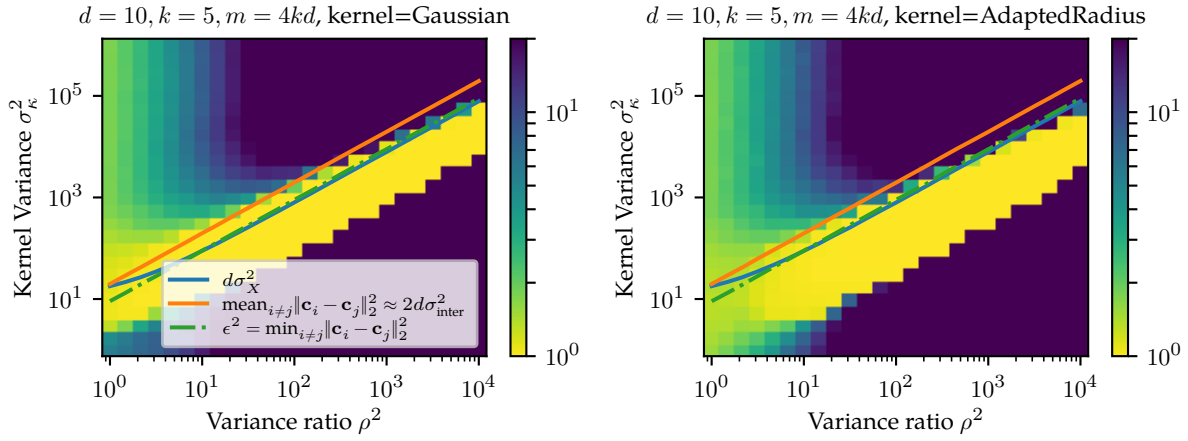 d = 10, k = 5, m = 4kd, kernel=Gaussian
Kernel Variance σ²_κ
10⁵
10³
10¹
10⁰ 10¹ 10² 10³ 10⁴
Variance ratio ρ²
dσ²_X
mean_{i≠j}‖c_i − c_j‖²₂ ≈ 2dσ²_inter
ϵ² = min_{i≠j}‖c_i − c_j‖²₂
10¹
10⁰
d = 10, k = 5, m = 4kd, kernel=AdaptedRadius
Kernel Variance σ²_κ
10⁵
10³
10¹
10⁰ 10¹ 10² 10³ 10⁴
Variance ratio ρ²
10¹
10⁰